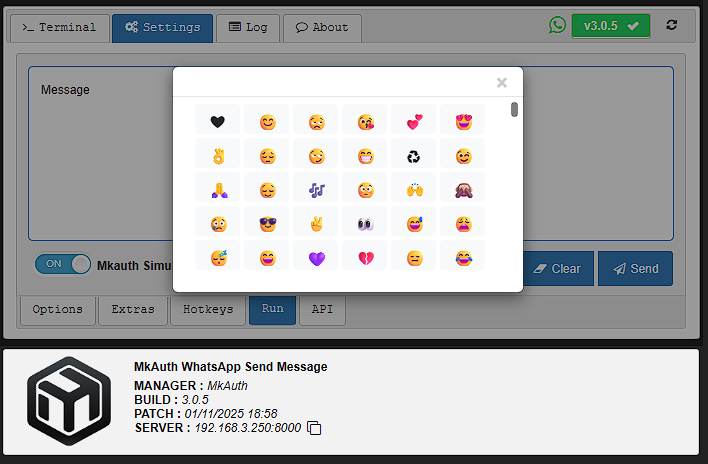 Terminal Settings Log About v3.0.5
×
Message
ON Mkauth Simu Clear Send
Options Extras Hotkeys Run API
MkAuth WhatsApp Send Message
MANAGER : MkAuth
BUILD : 3.0.5
PATCH : 01/11/2025 18:58
SERVER : 192.168.3.250:8000